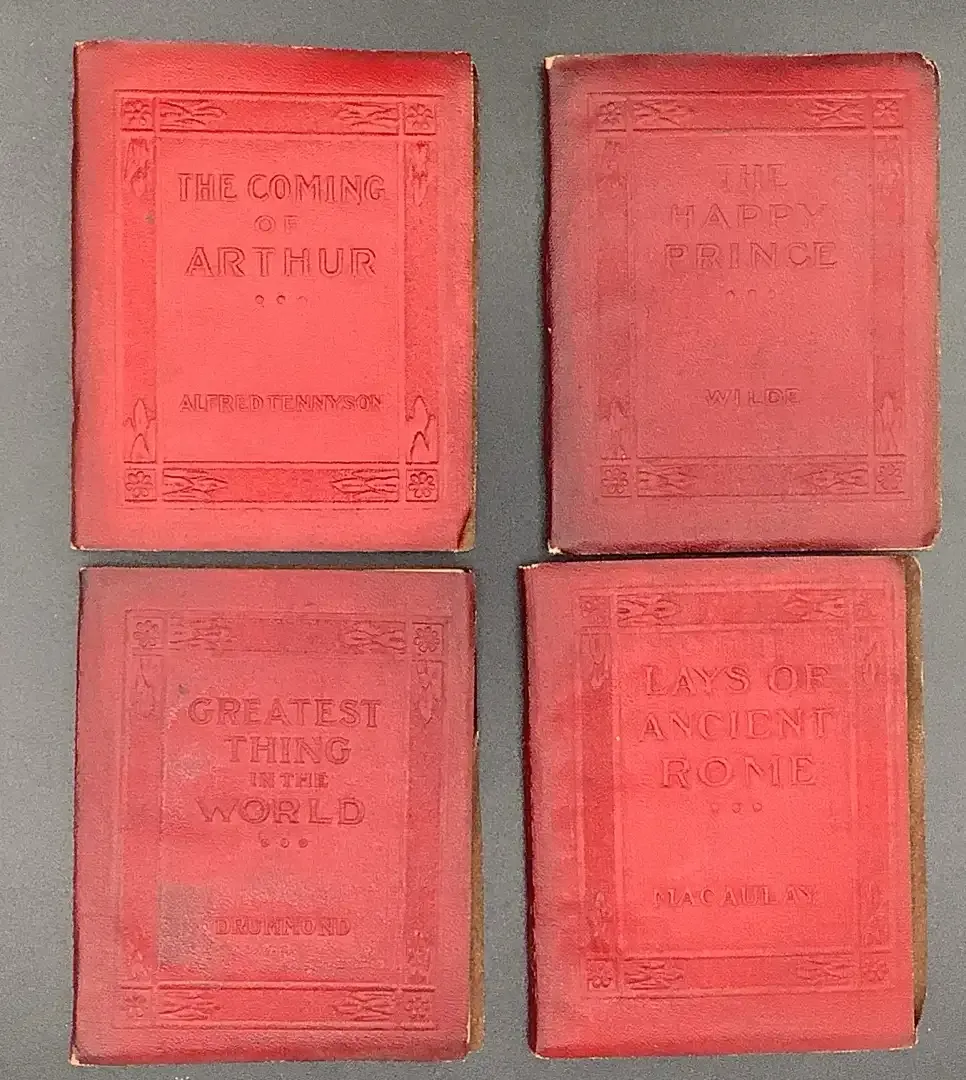 THE COMING
OF
ARTHUR
ALFRED TENNYSON
THE
HAPPY
PRINCE
WILDE
GREATEST
THING
IN THE
WORLD
DRUMMOND
LAYS OF
ANCIENT
ROME
MACAULAY